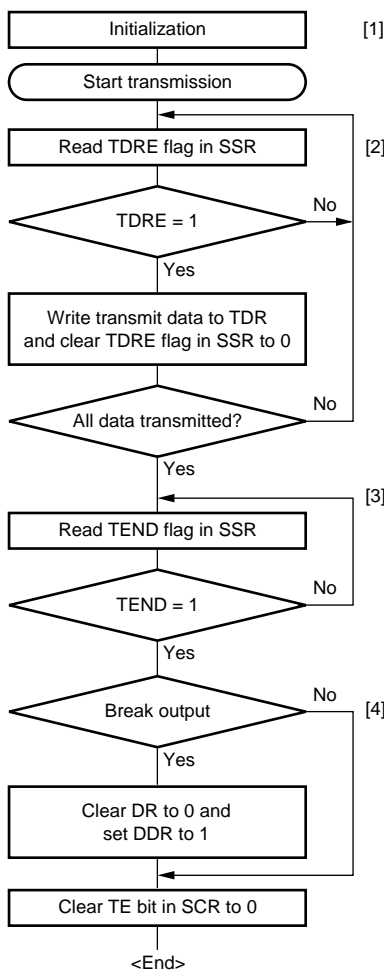 Initialization
[1]
Start transmission
Read TDRE flag in SSR
[2]
TDRE = 1
No
Yes
Write transmit data to TDR
and clear TDRE flag in SSR to 0
All data transmitted?
No
Yes
[3]
Read TEND flag in SSR
TEND = 1
No
Yes
Break output
No
[4]
Yes
Clear DR to 0 and
set DDR to 1
Clear TE bit in SCR to 0
<End>